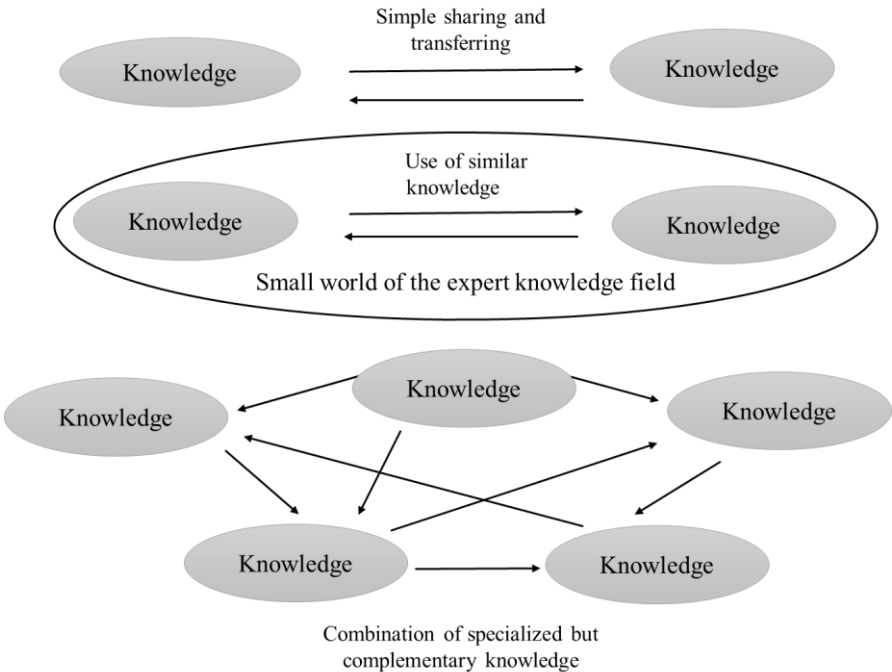 Simple sharing and
transferring
Knowledge
Knowledge
Use of similar
knowledge
Knowledge
Knowledge
Small world of the expert knowledge field
Knowledge
Knowledge
Knowledge
Knowledge
Knowledge
Combination of specialized but
complementary knowledge